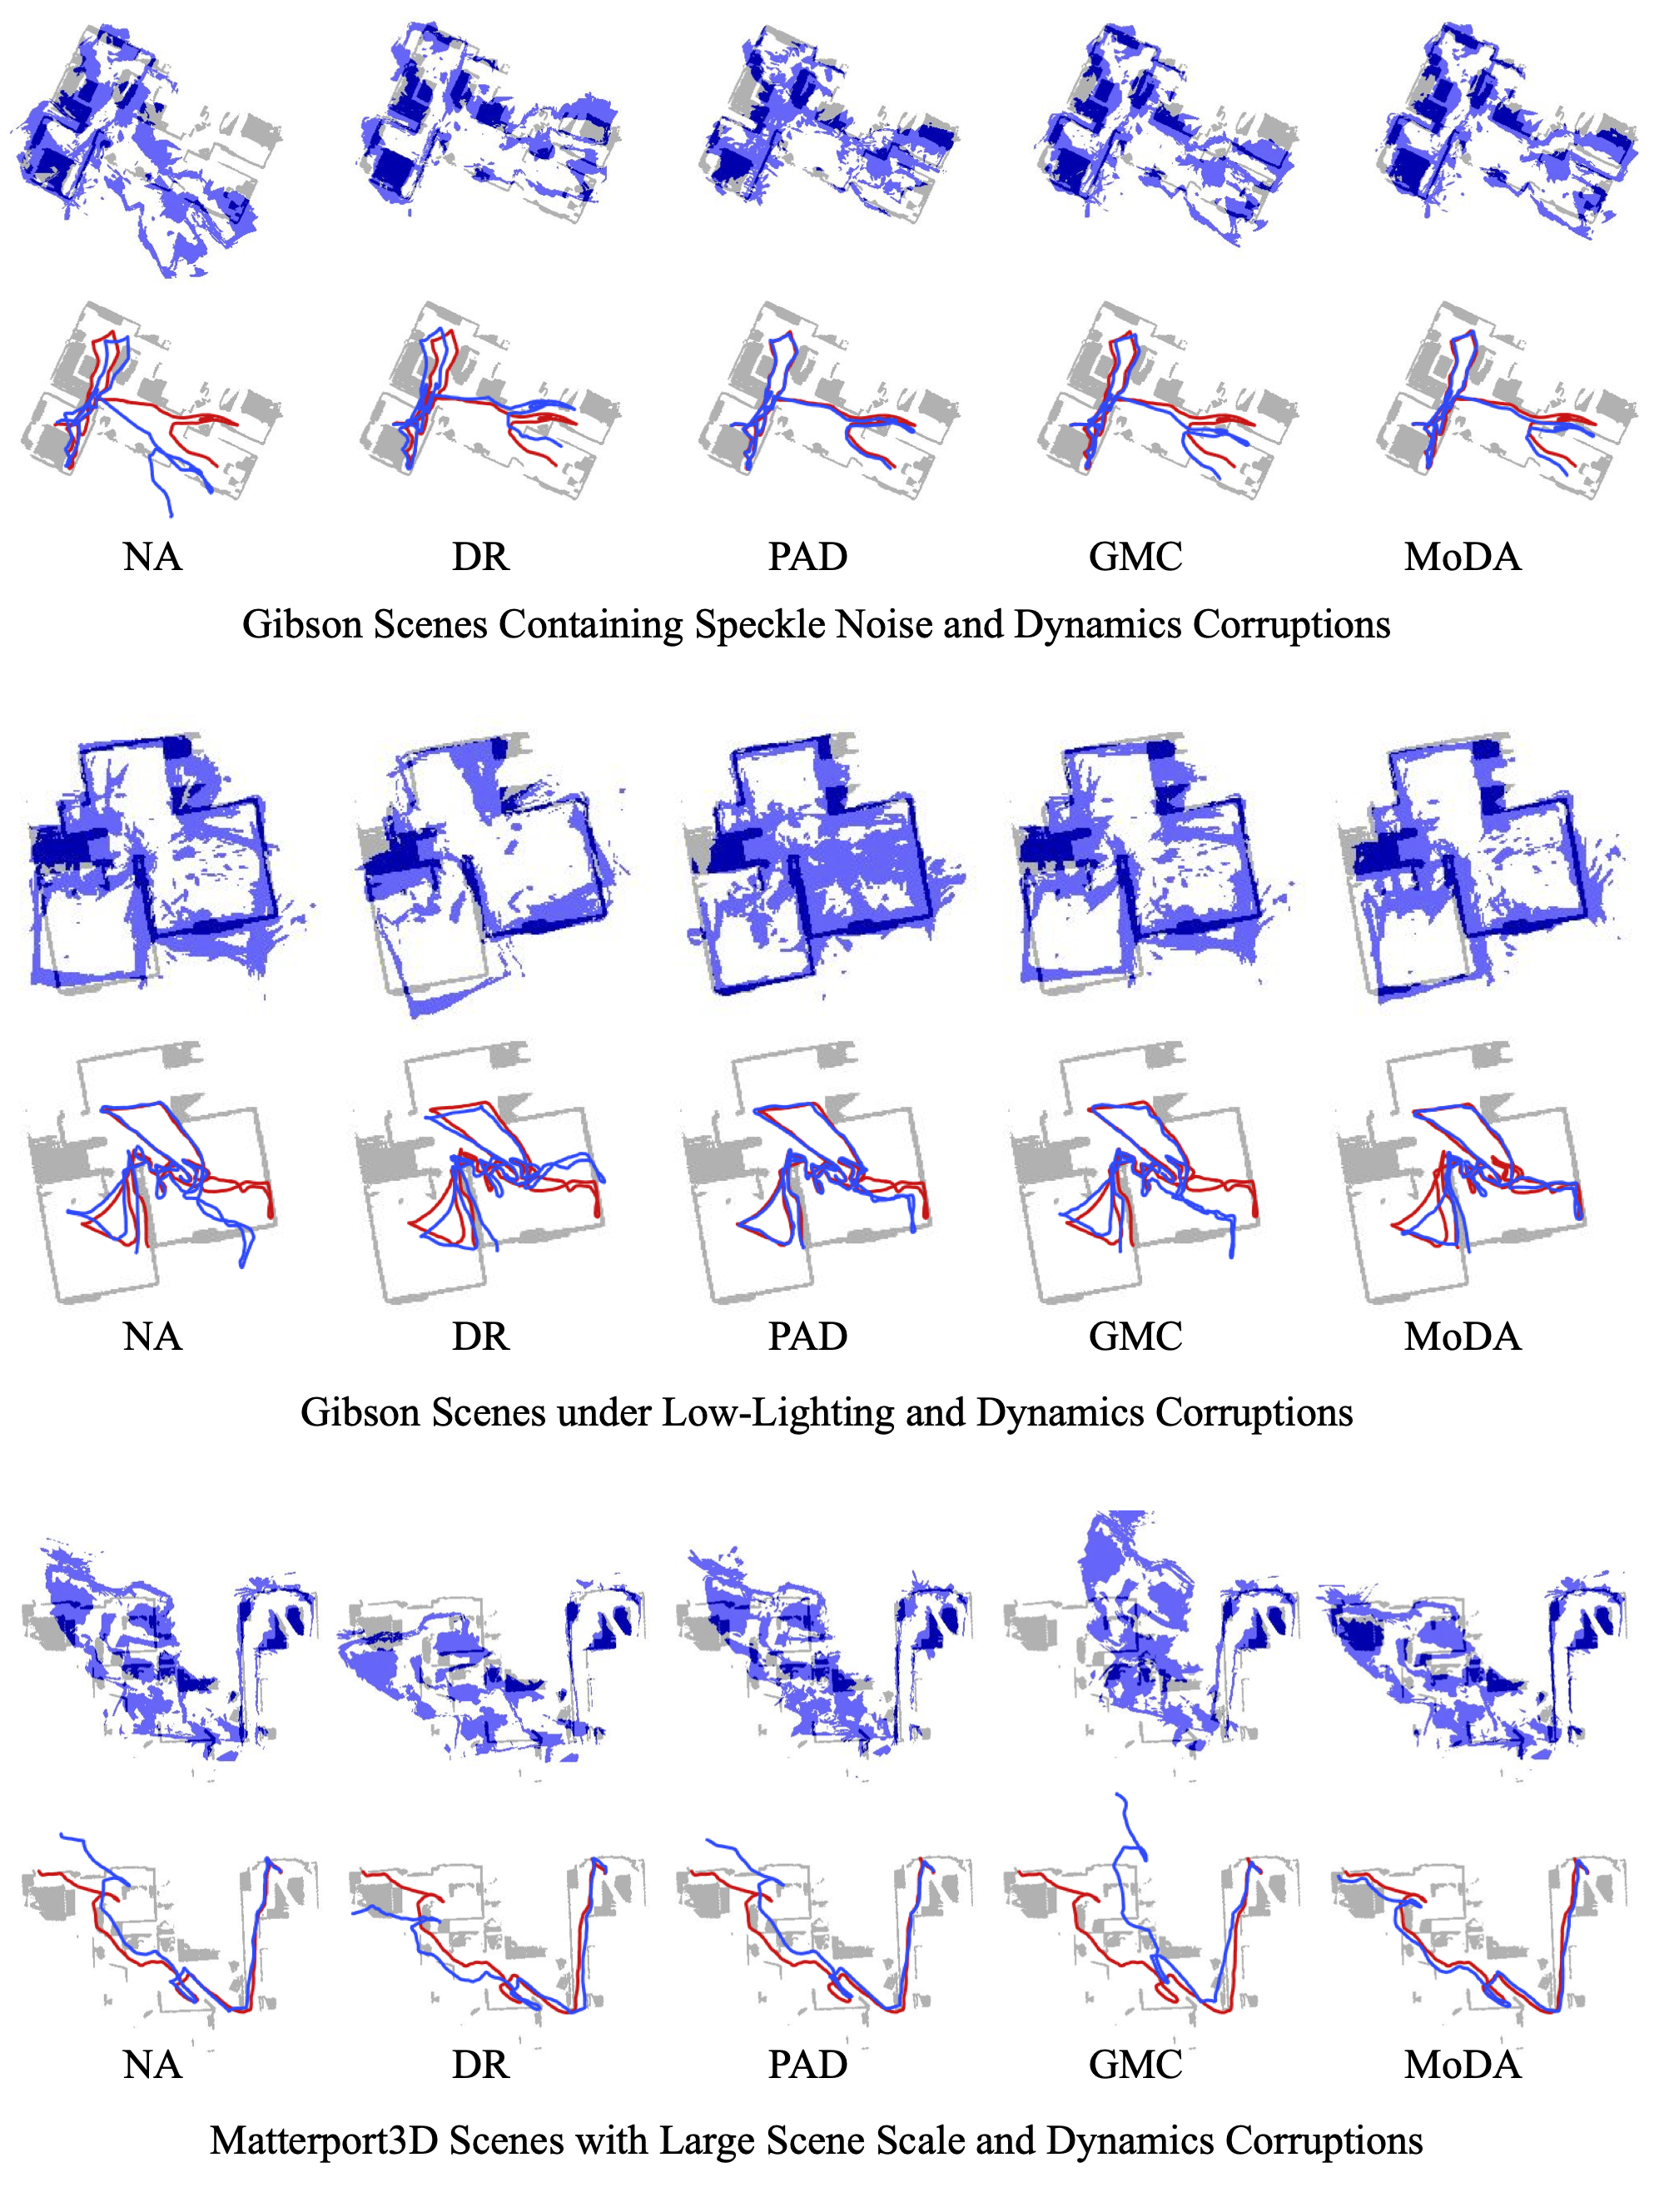 NA DR PAD GMC MoDA
Gibson Scenes Containing Speckle Noise and Dynamics Corruptions
NA DR PAD GMC MoDA
Gibson Scenes under Low-Lighting and Dynamics Corruptions
NA DR PAD GMC MoDA
Matterport3D Scenes with Large Scene Scale and Dynamics Corruptions